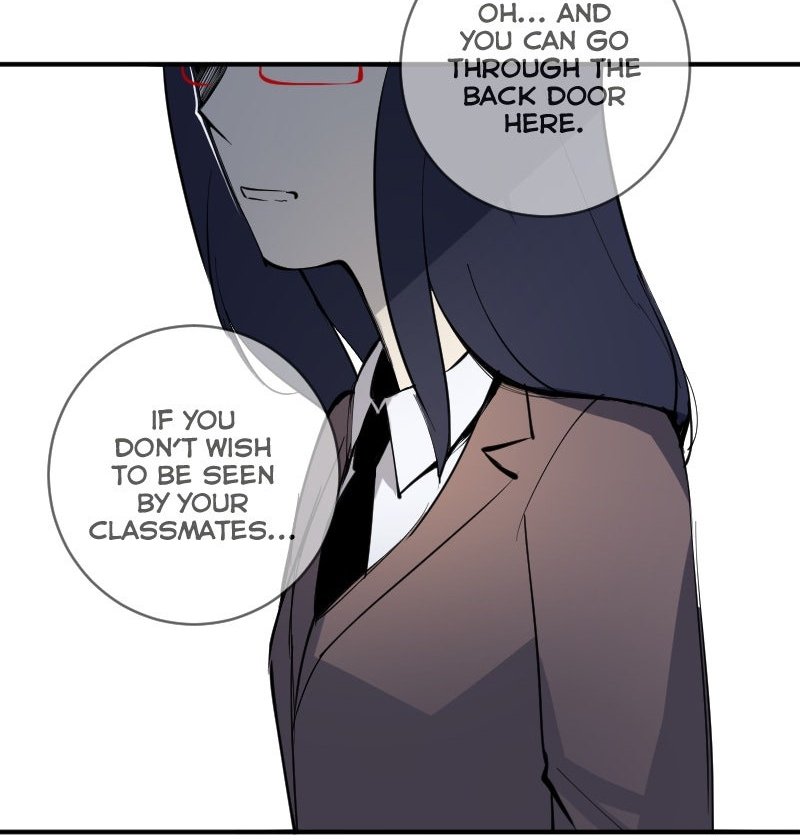 OH... AND
YOU CAN GO
THROUGH THE
BACK DOOR
HERE.
IF YOU
DON'T WISH
TO BE SEEN
BY YOUR
CLASSMATES...